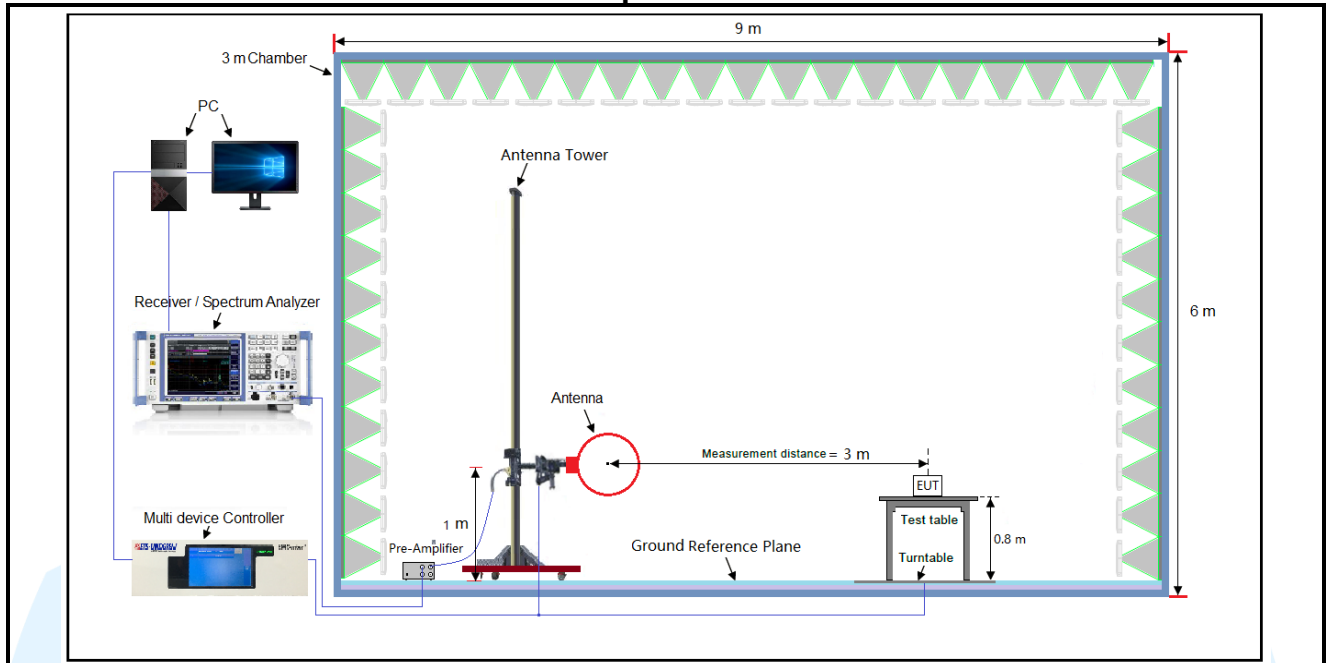 9 m
3 m Chamber
PC
Antenna Tower
Receiver / Spectrum Analyzer
6 m
Antenna
Measurement distance = 3 m
EUT
Multi device Controller
1 m
Test table
0.8 m
Pre-Amplifier
Ground Reference Plane
Turntable